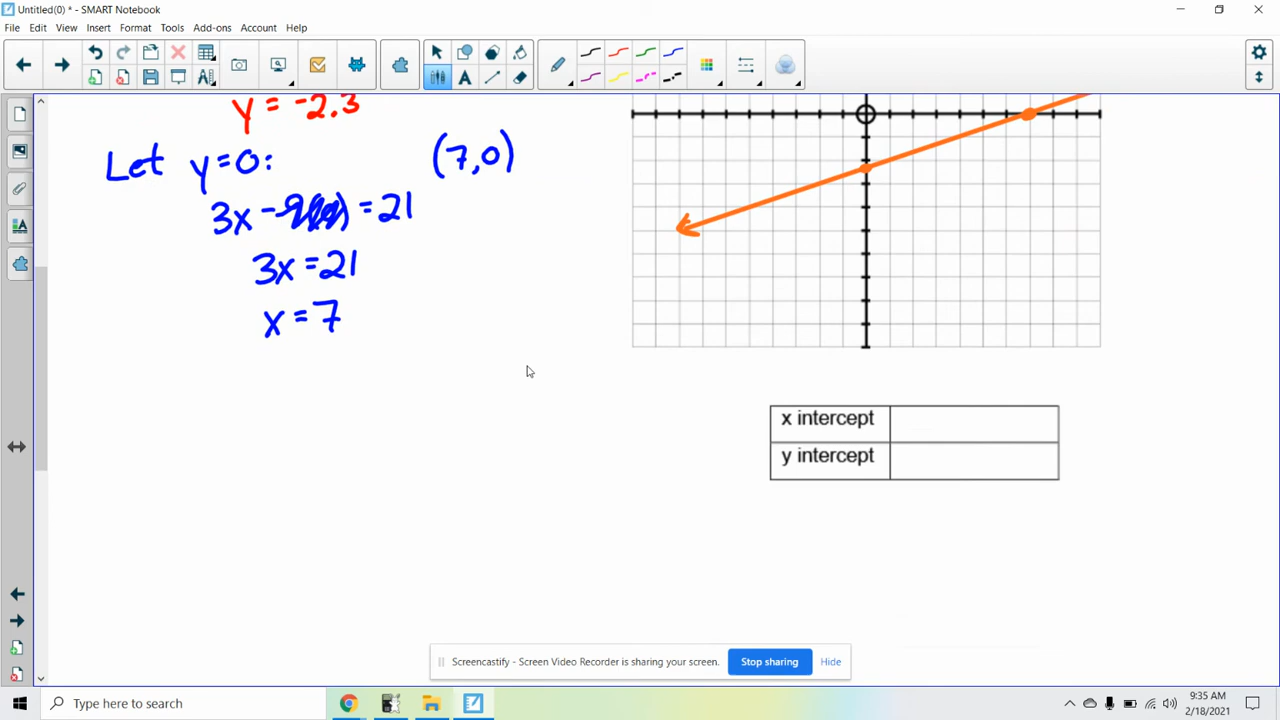 Untitled(0) * - SMART Notebook
File Edit View Insert Format Tools Add-ons Account Help
y = -2.3
Let y=0: (7,0)
3x - = 21
3x = 21
x = 7
x intercept
y intercept
Screencastify - Screen Video Recorder is sharing your screen. Stop sharing Hide
Type here to search
9:35 AM
2/18/2021